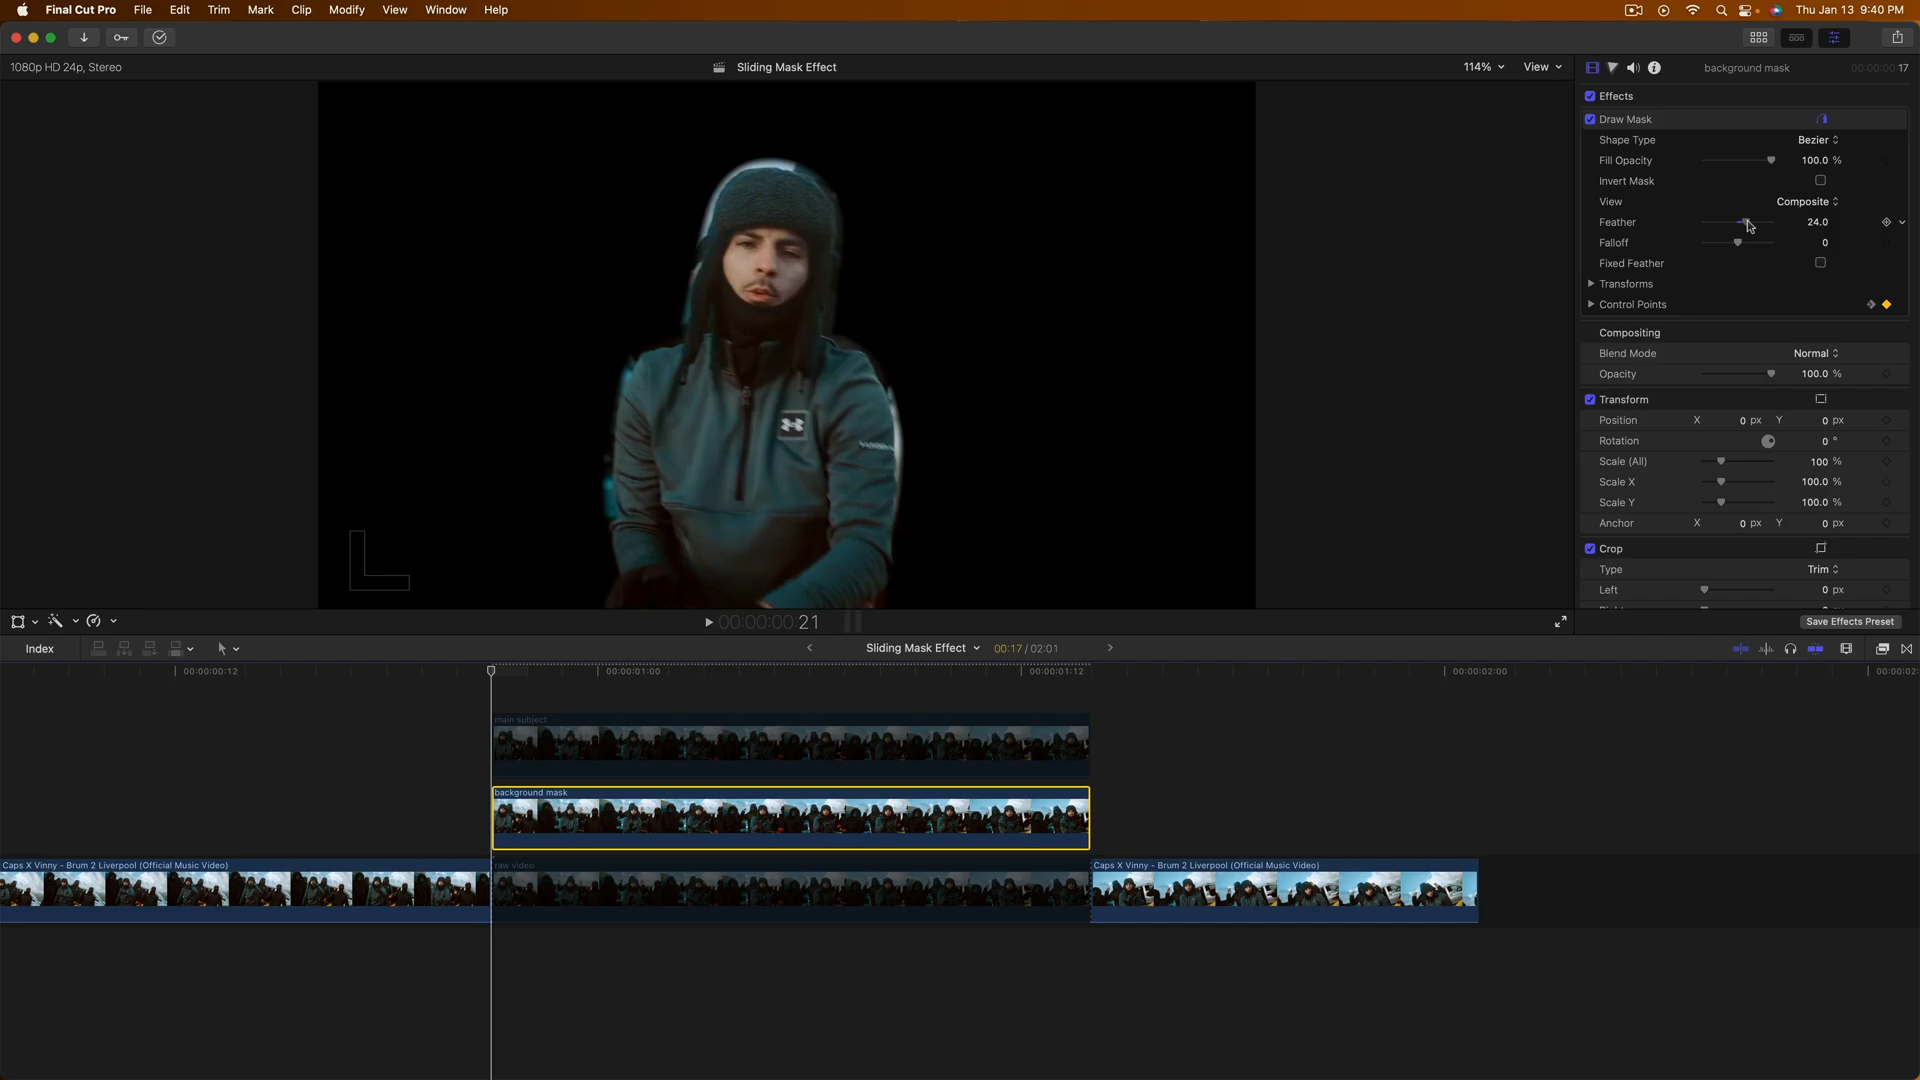 Final Cut Pro File Edit Trim Mark Clip Modify View Window Help Thu Jan 13 9:40 PM
1080p HD 24p, Stereo Sliding Mask Effect 114% View background mask 00:00:00:17
Effects
Draw Mask
Shape Type Bezier
Fill Opacity 100.0 %
Invert Mask
View Composite
Feather 24.0
Falloff 0
Fixed Feather
Transforms
Control Points
Compositing
Blend Mode Normal
Opacity 100.0 %
Transform
Position X 0 px Y 0 px
Rotation 0 °
Scale (All) 100 %
Scale X 100.0 %
Scale Y 100.0 %
Anchor X 0 px Y 0 px
Crop
Type Trim
Left 0 px
00:00:00:21 Save Effects Preset
Index Sliding Mask Effect 00:17 / 02:01
00:00:00:12 00:00:01:00 00:00:01:12 00:00:02:00 00:00:02:
main subject
background mask
Caps X Vinny - Brum 2 Liverpool (Official Music Video) raw video Caps X Vinny - Brum 2 Liverpool (Official Music Video)